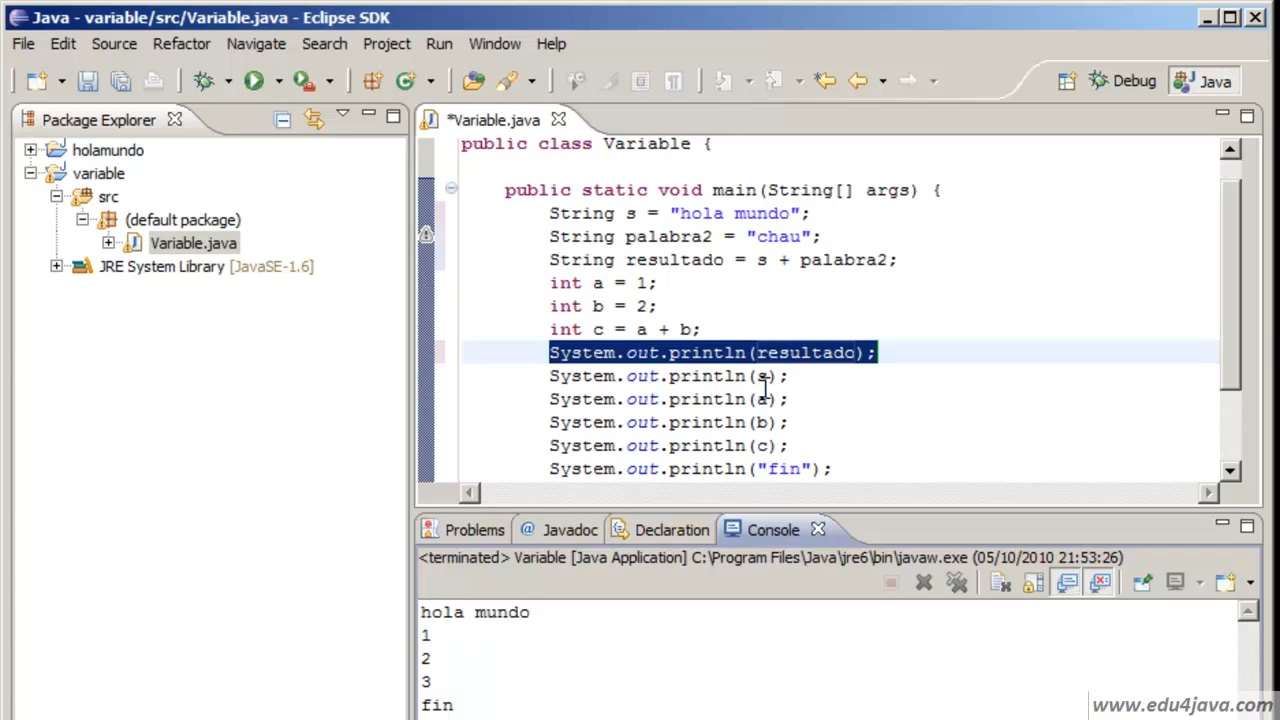 Java - variable/src/Variable.java - Eclipse SDK
File Edit Source Refactor Navigate Search Project Run Window Help
Debug Java
Package Explorer
holamundo
variable
src
(default package)
Variable.java
JRE System Library [JavaSE-1.6]
*Variable.java
public class Variable {
public static void main(String[] args) {
String s = "hola mundo";
String palabra2 = "chau";
String resultado = s + palabra2;
int a = 1;
int b = 2;
int c = a + b;
System.out.println(resultado);
System.out.println(s);
System.out.println(a);
System.out.println(b);
System.out.println(c);
System.out.println("fin");
Problems Javadoc Declaration Console
<terminated> Variable [Java Application] C:\Program Files\Java\jre6\bin\javaw.exe (05/10/2010 21:53:26)
hola mundo
1
2
3
fin
www.edu4java.com